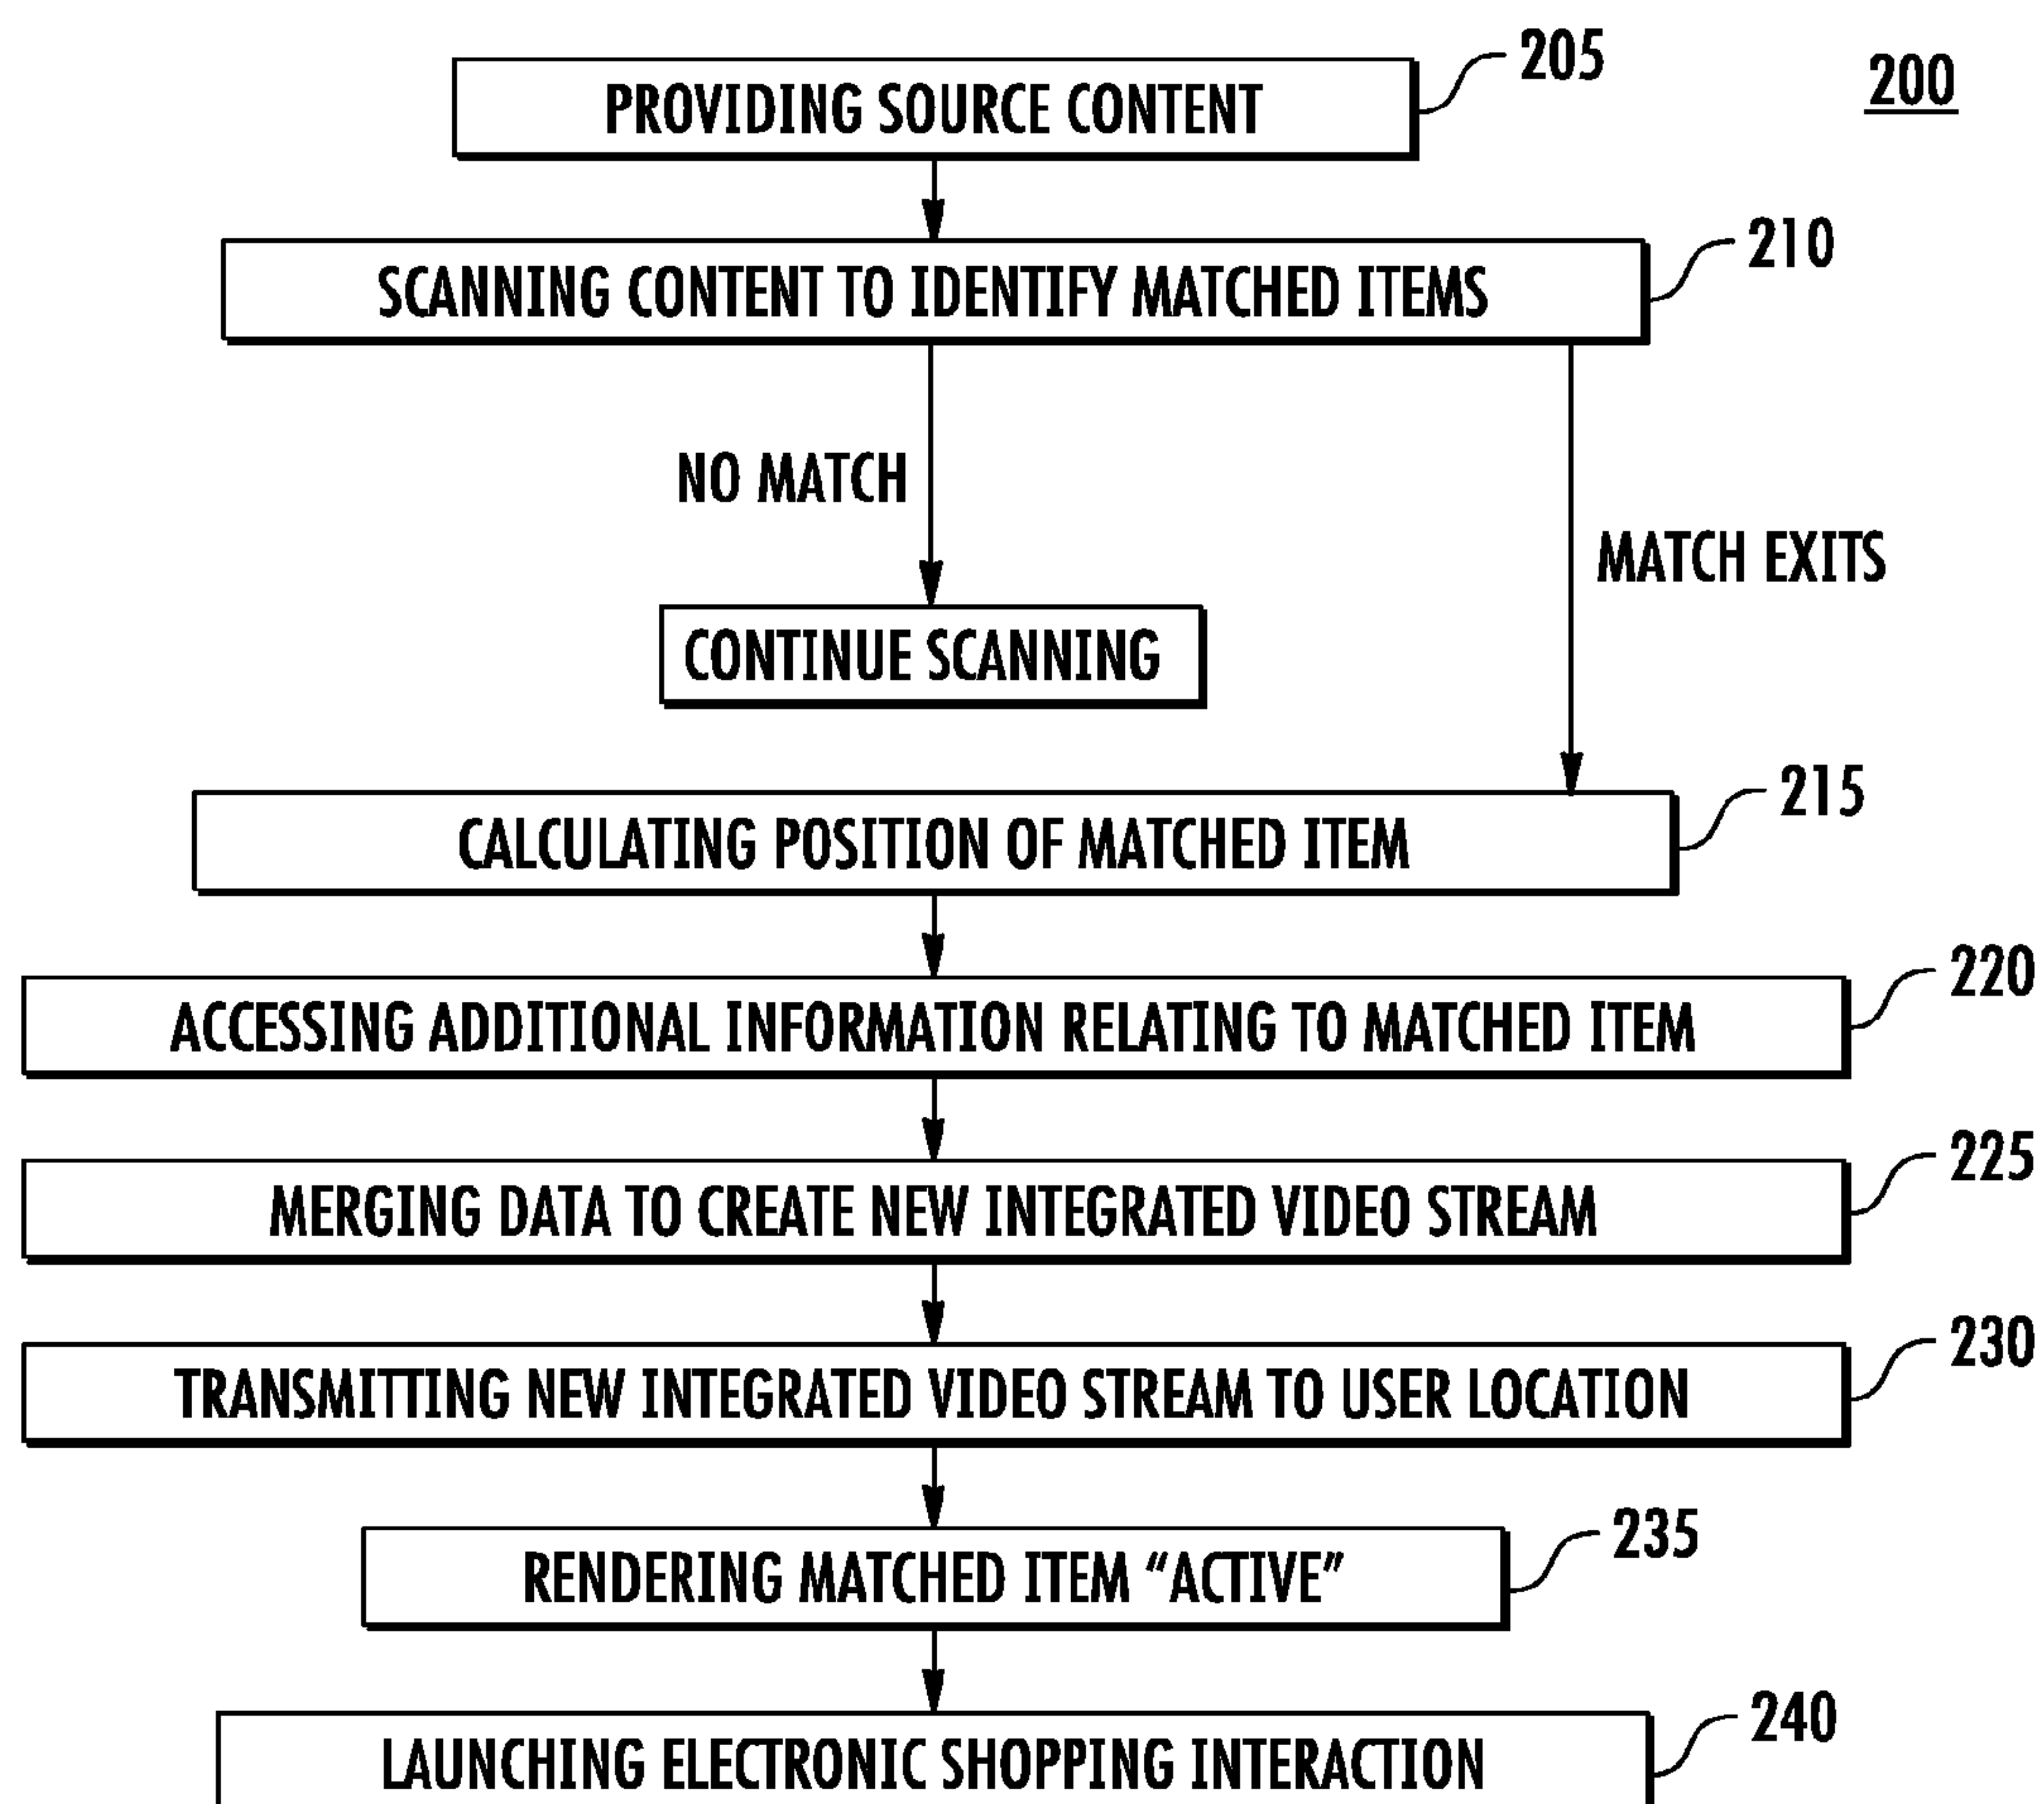 205
200
PROVIDING SOURCE CONTENT
210
SCANNING CONTENT TO IDENTIFY MATCHED ITEMS
NO MATCH
MATCH EXITS
CONTINUE SCANNING
215
CALCULATING POSITION OF MATCHED ITEM
220
ACCESSING ADDITIONAL INFORMATION RELATING TO MATCHED ITEM
225
MERGING DATA TO CREATE NEW INTEGRATED VIDEO STREAM
230
TRANSMITTING NEW INTEGRATED VIDEO STREAM TO USER LOCATION
235
RENDERING MATCHED ITEM “ACTIVE”
240
LAUNCHING ELECTRONIC SHOPPING INTERACTION